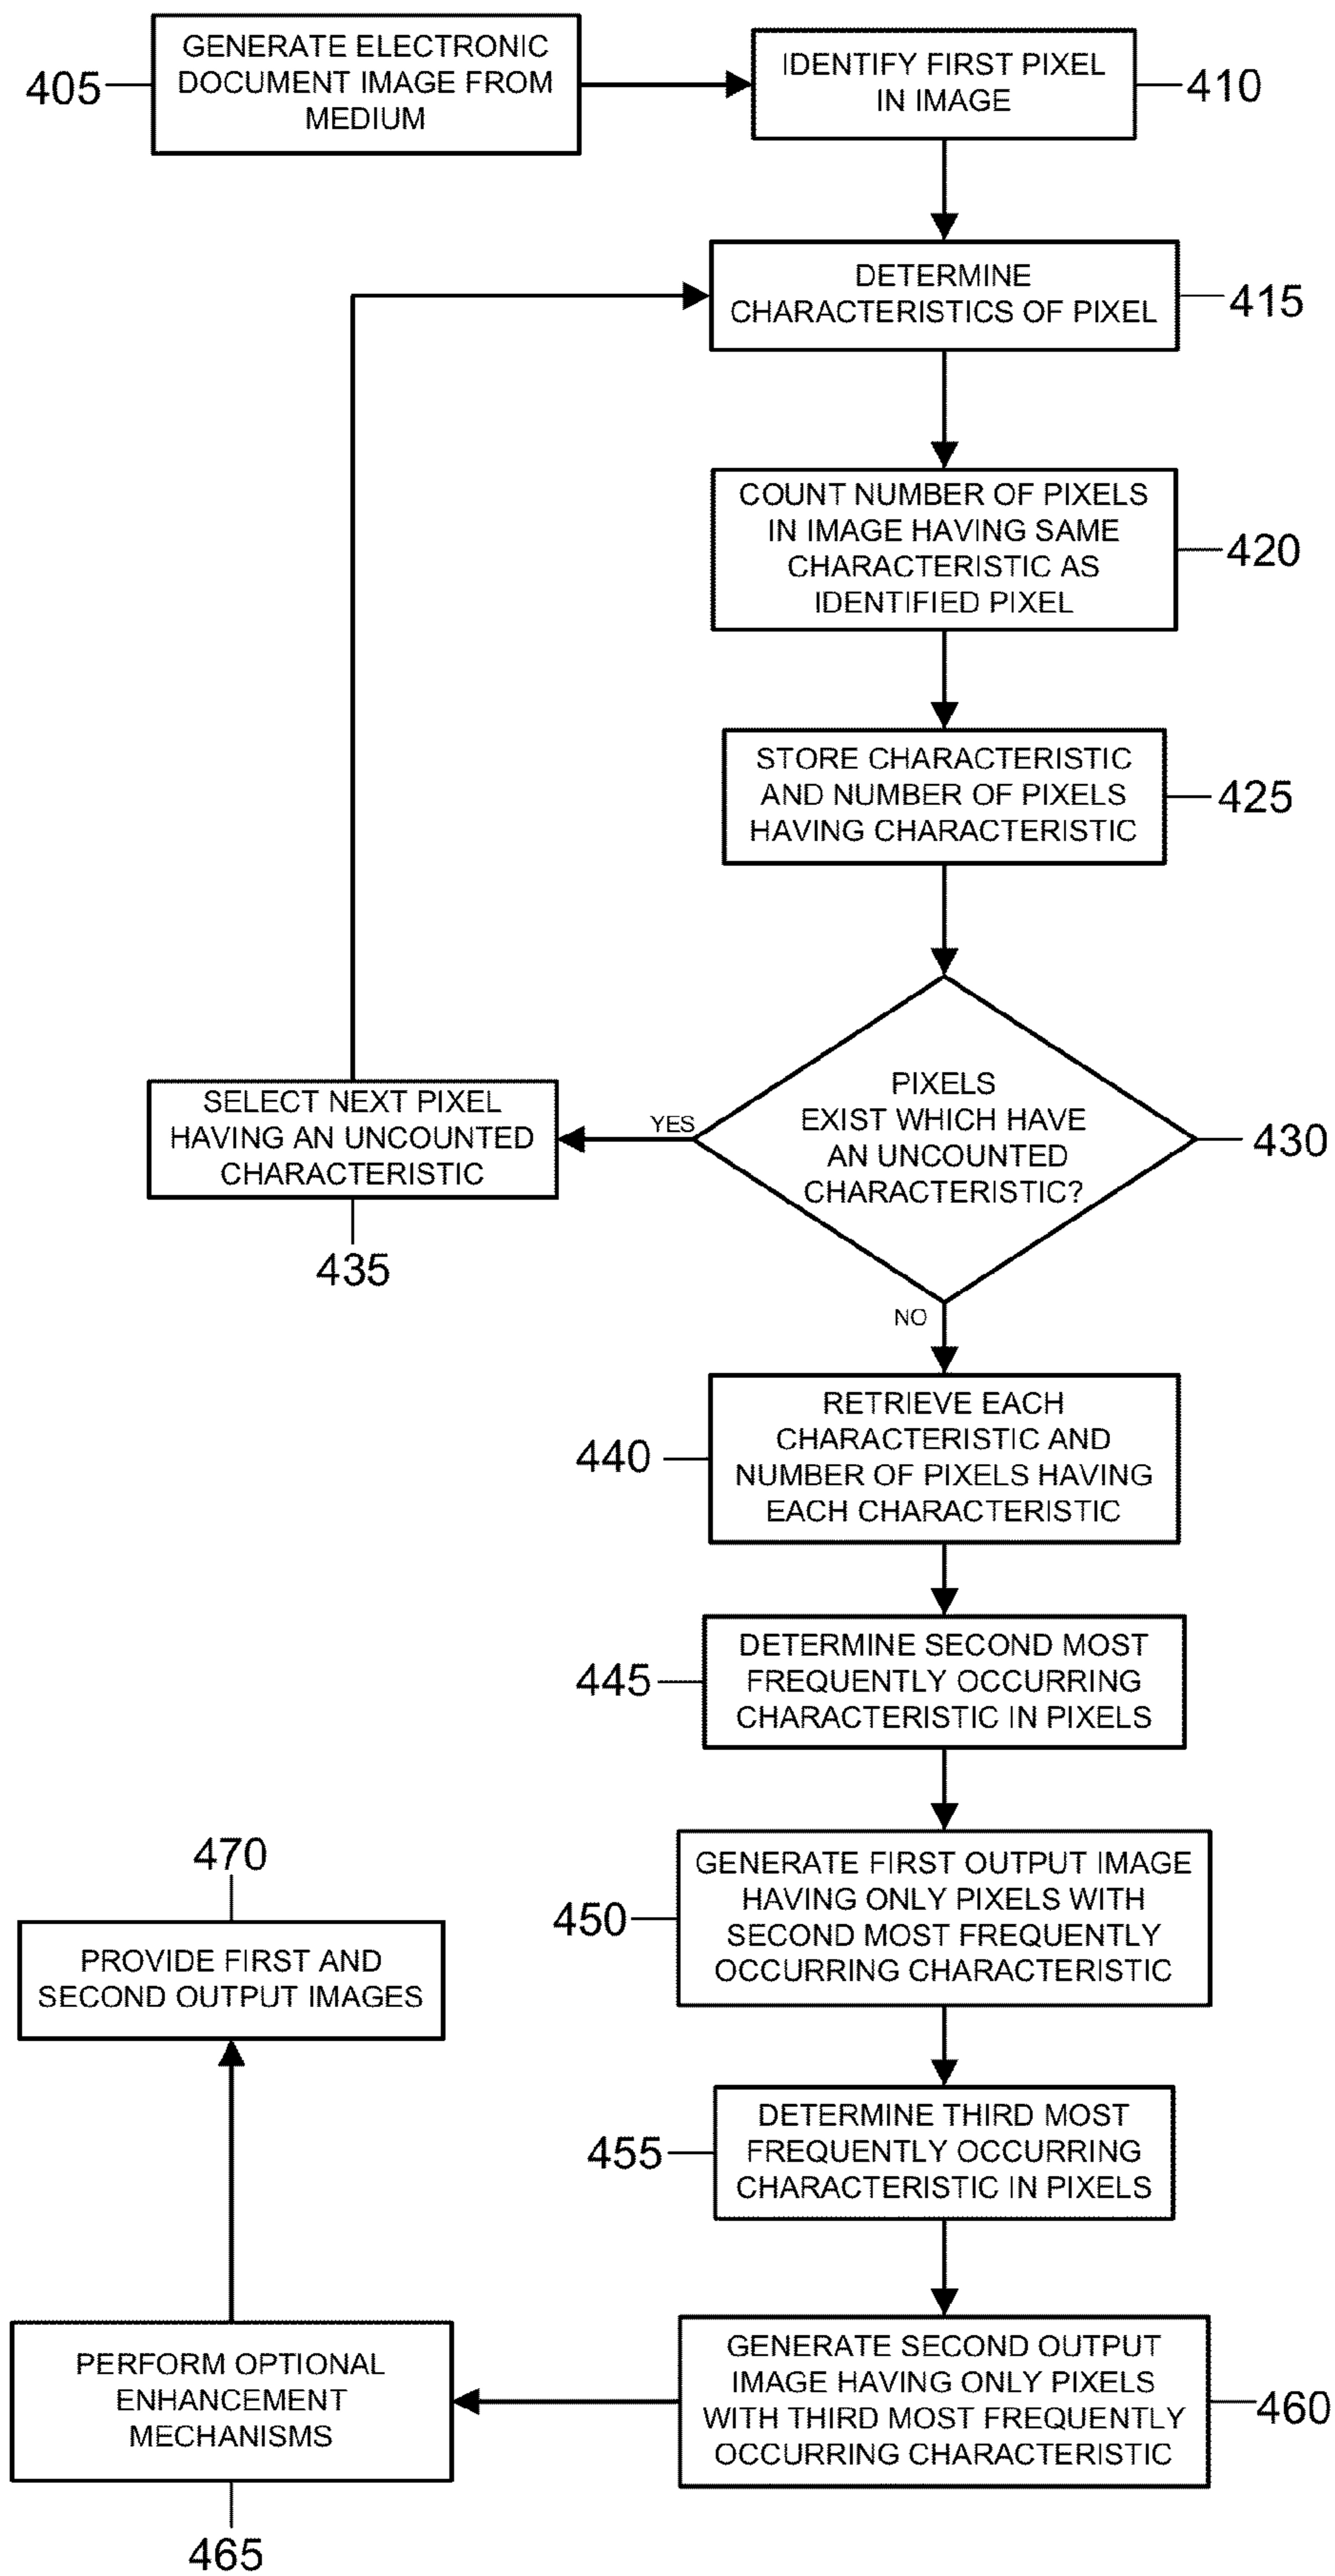 GENERATE ELECTRONIC
DOCUMENT IMAGE FROM
MEDIUM
405
IDENTIFY FIRST PIXEL
IN IMAGE
410
DETERMINE
CHARACTERISTICS OF PIXEL
415
COUNT NUMBER OF PIXELS
IN IMAGE HAVING SAME
CHARACTERISTIC AS
IDENTIFIED PIXEL
420
STORE CHARACTERISTIC
AND NUMBER OF PIXELS
HAVING CHARACTERISTIC
425
PIXELS
EXIST WHICH HAVE
AN UNCOUNTED
CHARACTERISTIC?
430
YES
SELECT NEXT PIXEL
HAVING AN UNCOUNTED
CHARACTERISTIC
435
NO
RETRIEVE EACH
CHARACTERISTIC AND
NUMBER OF PIXELS HAVING
EACH CHARACTERISTIC
440
DETERMINE SECOND MOST
FREQUENTLY OCCURRING
CHARACTERISTIC IN PIXELS
445
GENERATE FIRST OUTPUT IMAGE
HAVING ONLY PIXELS WITH
SECOND MOST FREQUENTLY
OCCURRING CHARACTERISTIC
450
DETERMINE THIRD MOST
FREQUENTLY OCCURRING
CHARACTERISTIC IN PIXELS
455
GENERATE SECOND OUTPUT
IMAGE HAVING ONLY PIXELS
WITH THIRD MOST FREQUENTLY
OCCURRING CHARACTERISTIC
460
PERFORM OPTIONAL
ENHANCEMENT
MECHANISMS
465
470
PROVIDE FIRST AND
SECOND OUTPUT IMAGES